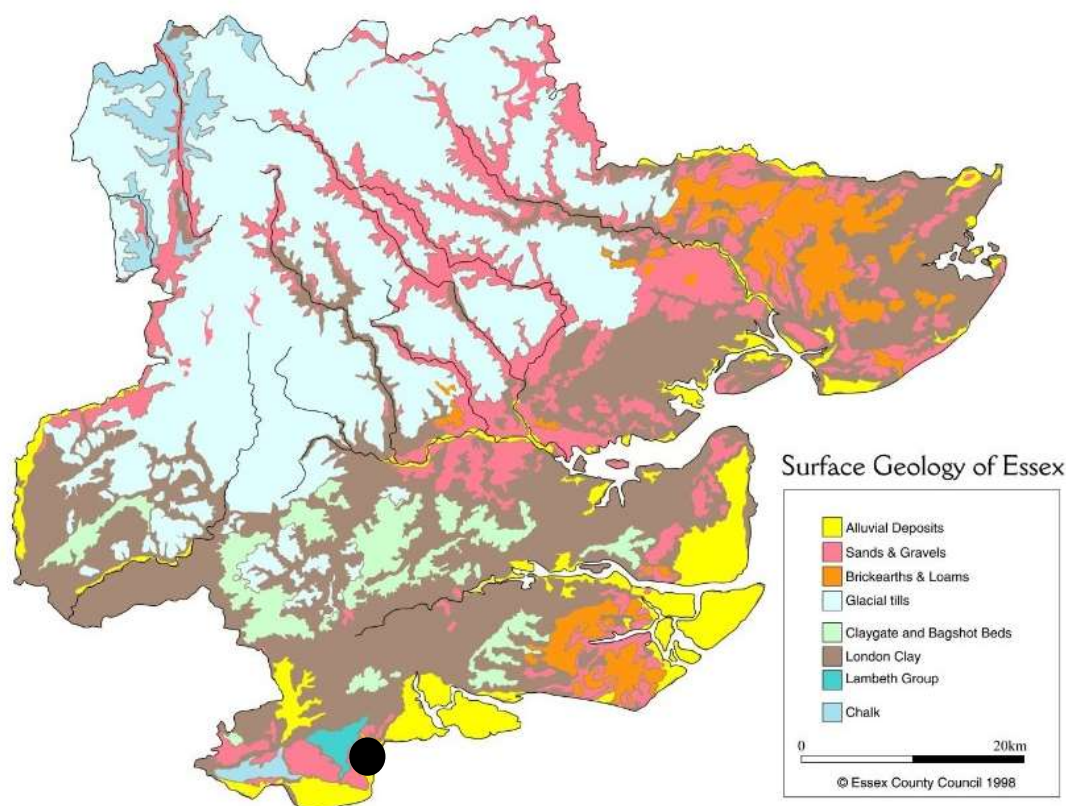 Surface Geology of Essex
Alluvial Deposits
Sands & Gravels
Brickearths & Loams
Glacial tills
Claygate and Bagshot Beds
London Clay
Lambeth Group
Chalk
0 20km
© Essex County Council 1998